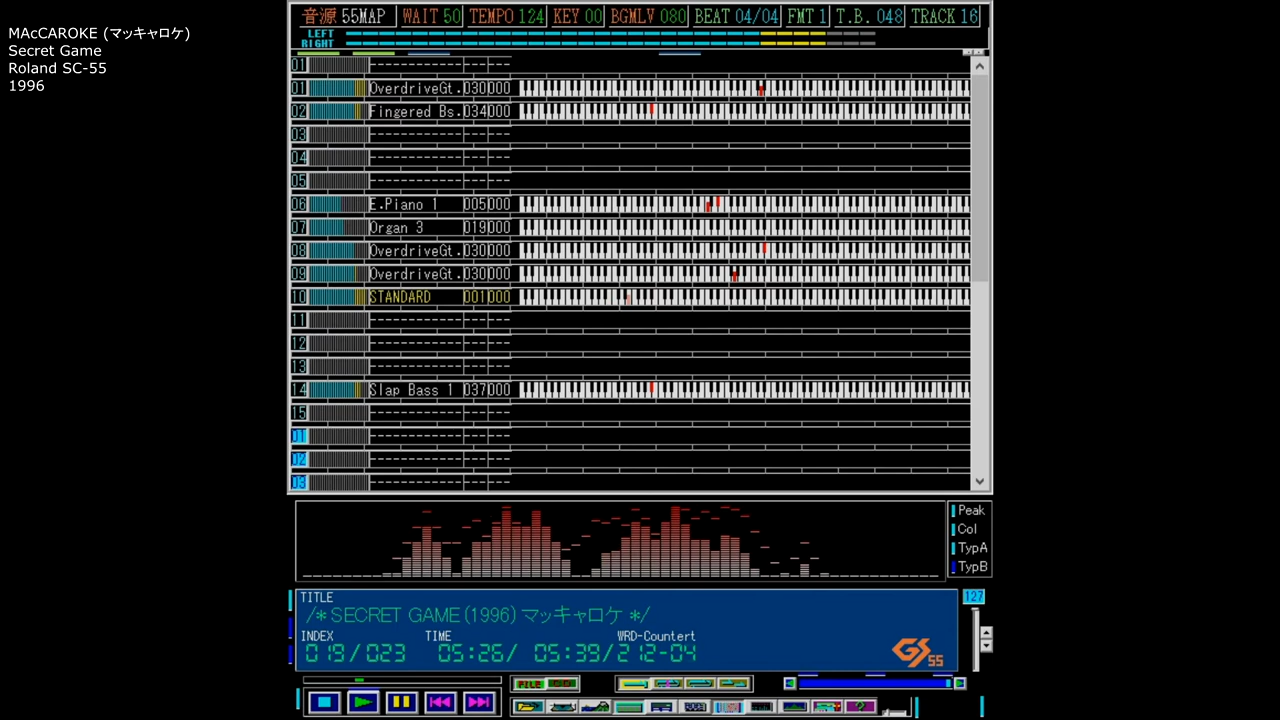 MAcCAROKE (マッキャロケ)
Secret Game
Roland SC-55
1996
音源 55MAP WAIT 50 TEMPO 124 KEY 00 BGMLV 080 BEAT 04/04 FMT 1 T.B. 048 TRACK 16
LEFT
RIGHT
01
01 OverdriveGt. 030 000
02 Fingered Bs. 034 000
03
04
05
06 E.Piano 1 005 000
07 Organ 3 019 000
08 OverdriveGt. 030 000
09 OverdriveGt. 030 000
10 STANDARD 001 000
11
12
13
14 Slap Bass 1 037 000
15
01
02
03
Peak
Col
TypA
TypB
TITLE
/* SECRET GAME (1996) マッキャロケ */
INDEX TIME WRD-Countert
019/023 05:26/ 05:39/212-04
GS 55
127
FILE